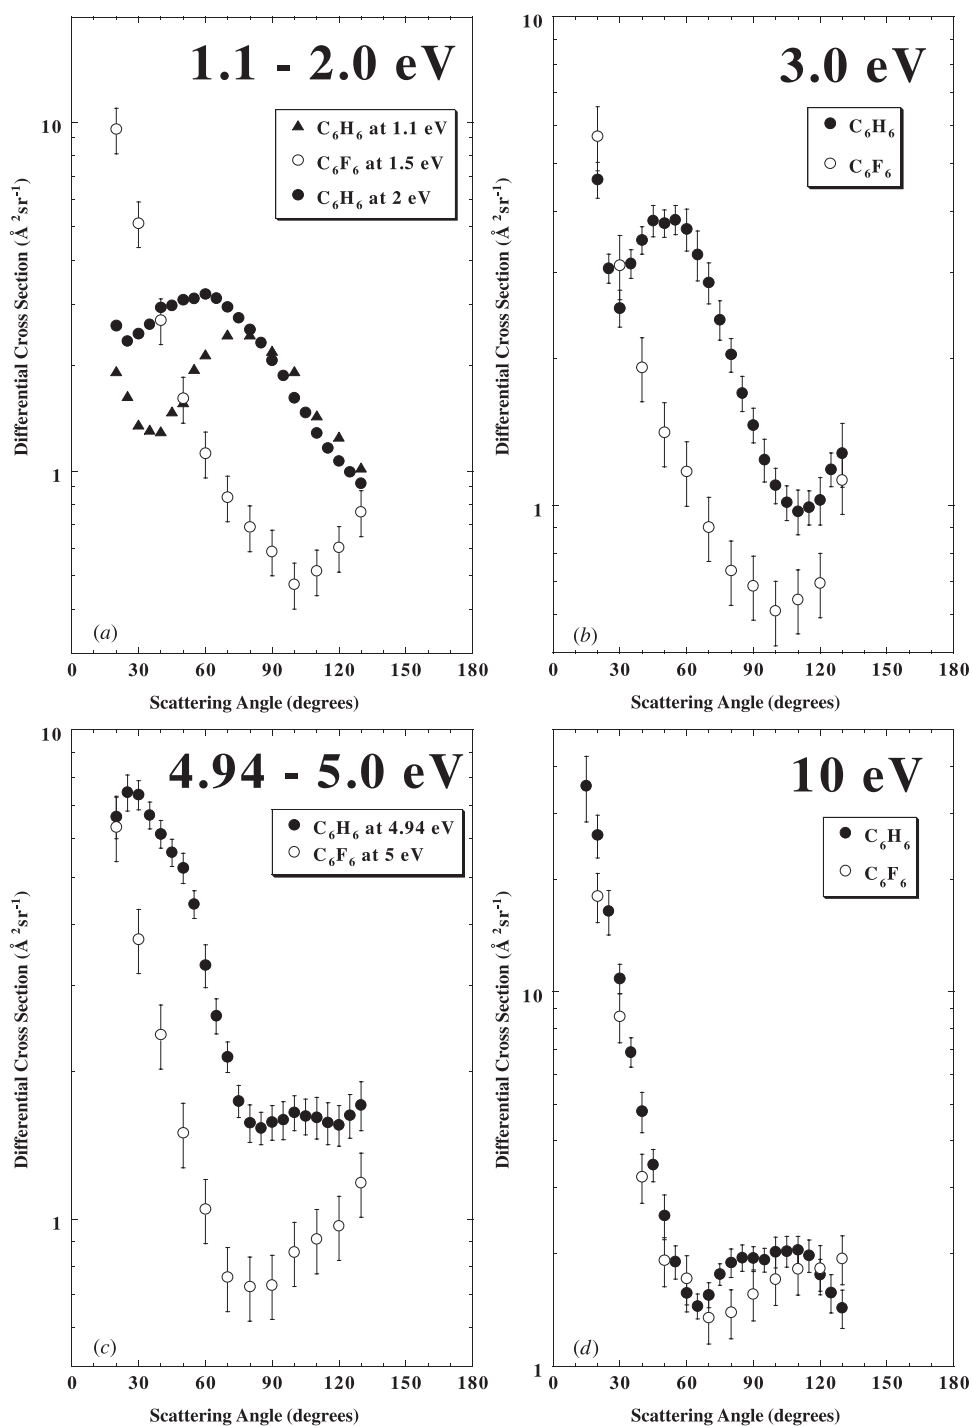 1.1 - 2.0 eV
C₆H₆ at 1.1 eV
C₆F₆ at 1.5 eV
C₆H₆ at 2 eV
10
1
Differential Cross Section (Å ²sr⁻¹)
(a)
0 30 60 90 120 150 180
Scattering Angle (degrees)
3.0 eV
C₆H₆
C₆F₆
10
1
Differential Cross Section (Å ²sr⁻¹)
(b)
0 30 60 90 120 150 180
Scattering Angle (degrees)
4.94 - 5.0 eV
C₆H₆ at 4.94 eV
C₆F₆ at 5 eV
10
1
Differential Cross Section (Å ²sr⁻¹)
(c)
0 30 60 90 120 150 180
Scattering Angle (degrees)
10 eV
C₆H₆
C₆F₆
10
1
Differential Cross Section (Å ²sr⁻¹)
(d)
0 30 60 90 120 150 180
Scattering Angle (degrees)